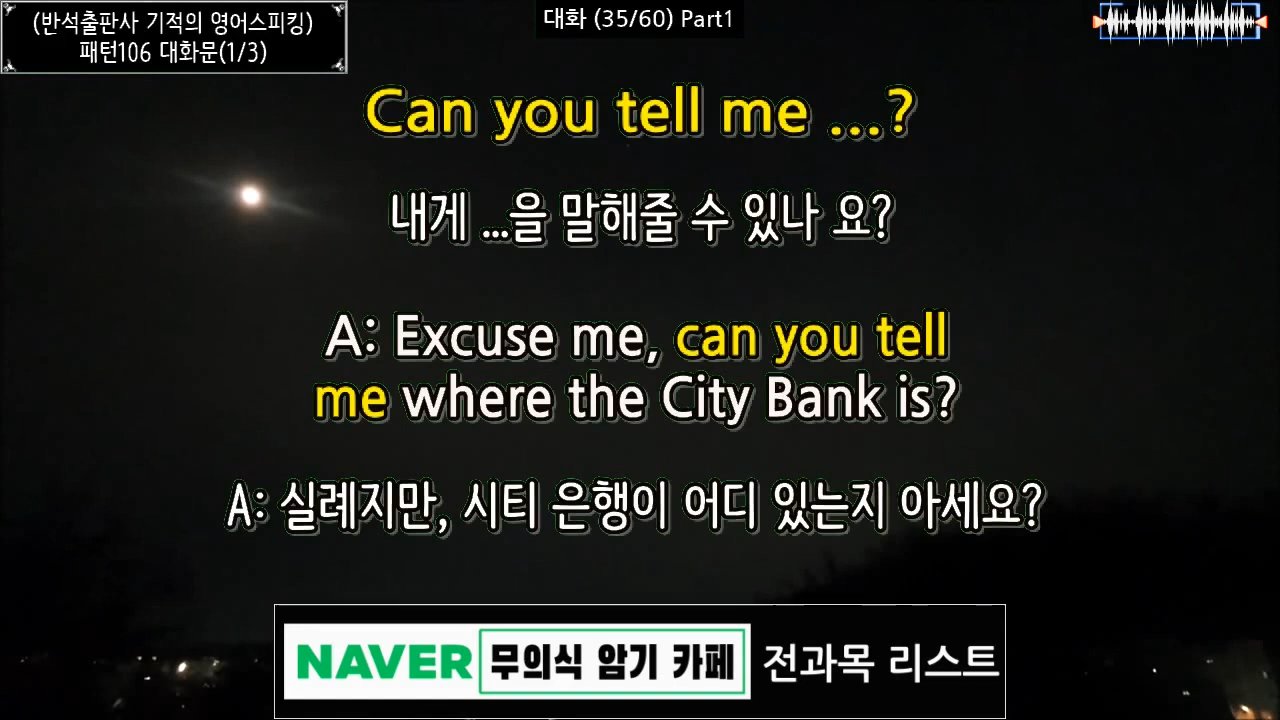 (반석출판사 기적의 영어스피킹)
패턴106 대화문(1/3)
대화 (35/60) Part1
Can you tell me ...?
내게 ...을 말해줄 수 있나 요?
A: Excuse me, can you tell
me where the City Bank is?
A: 실례지만, 시티 은행이 어디 있는지 아세요?
NAVER 무의식 암기 카페 전과목 리스트